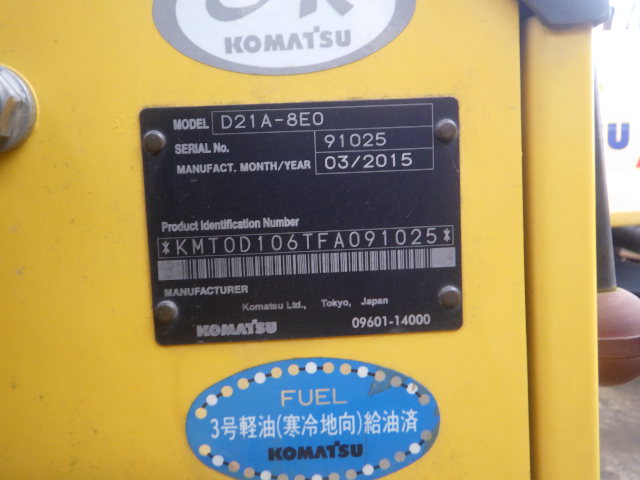 KOMATSU
MODEL D21A-8E0
SERIAL No. 91025
MANUFACT. MONTH/YEAR 03/2015
Product Identification Number
*KMT0D106TFA091025*
MANUFACTURER
Komatsu Ltd., Tokyo, Japan
KOMATSU 09601-14000
FUEL
3号軽油(寒冷地向)給油済
KOMATSU